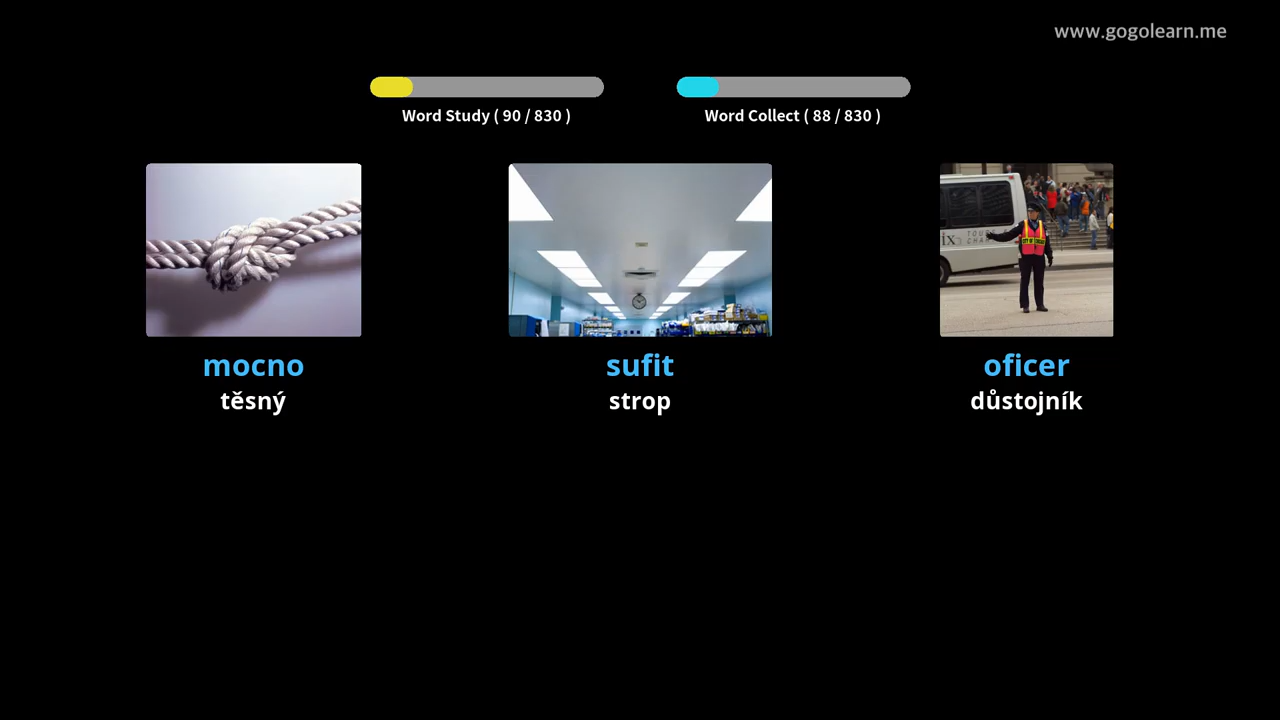 www.gogolearn.me
Word Study ( 90 / 830 )
Word Collect ( 88 / 830 )
mocno
těsný
sufit
strop
oficer
důstojník